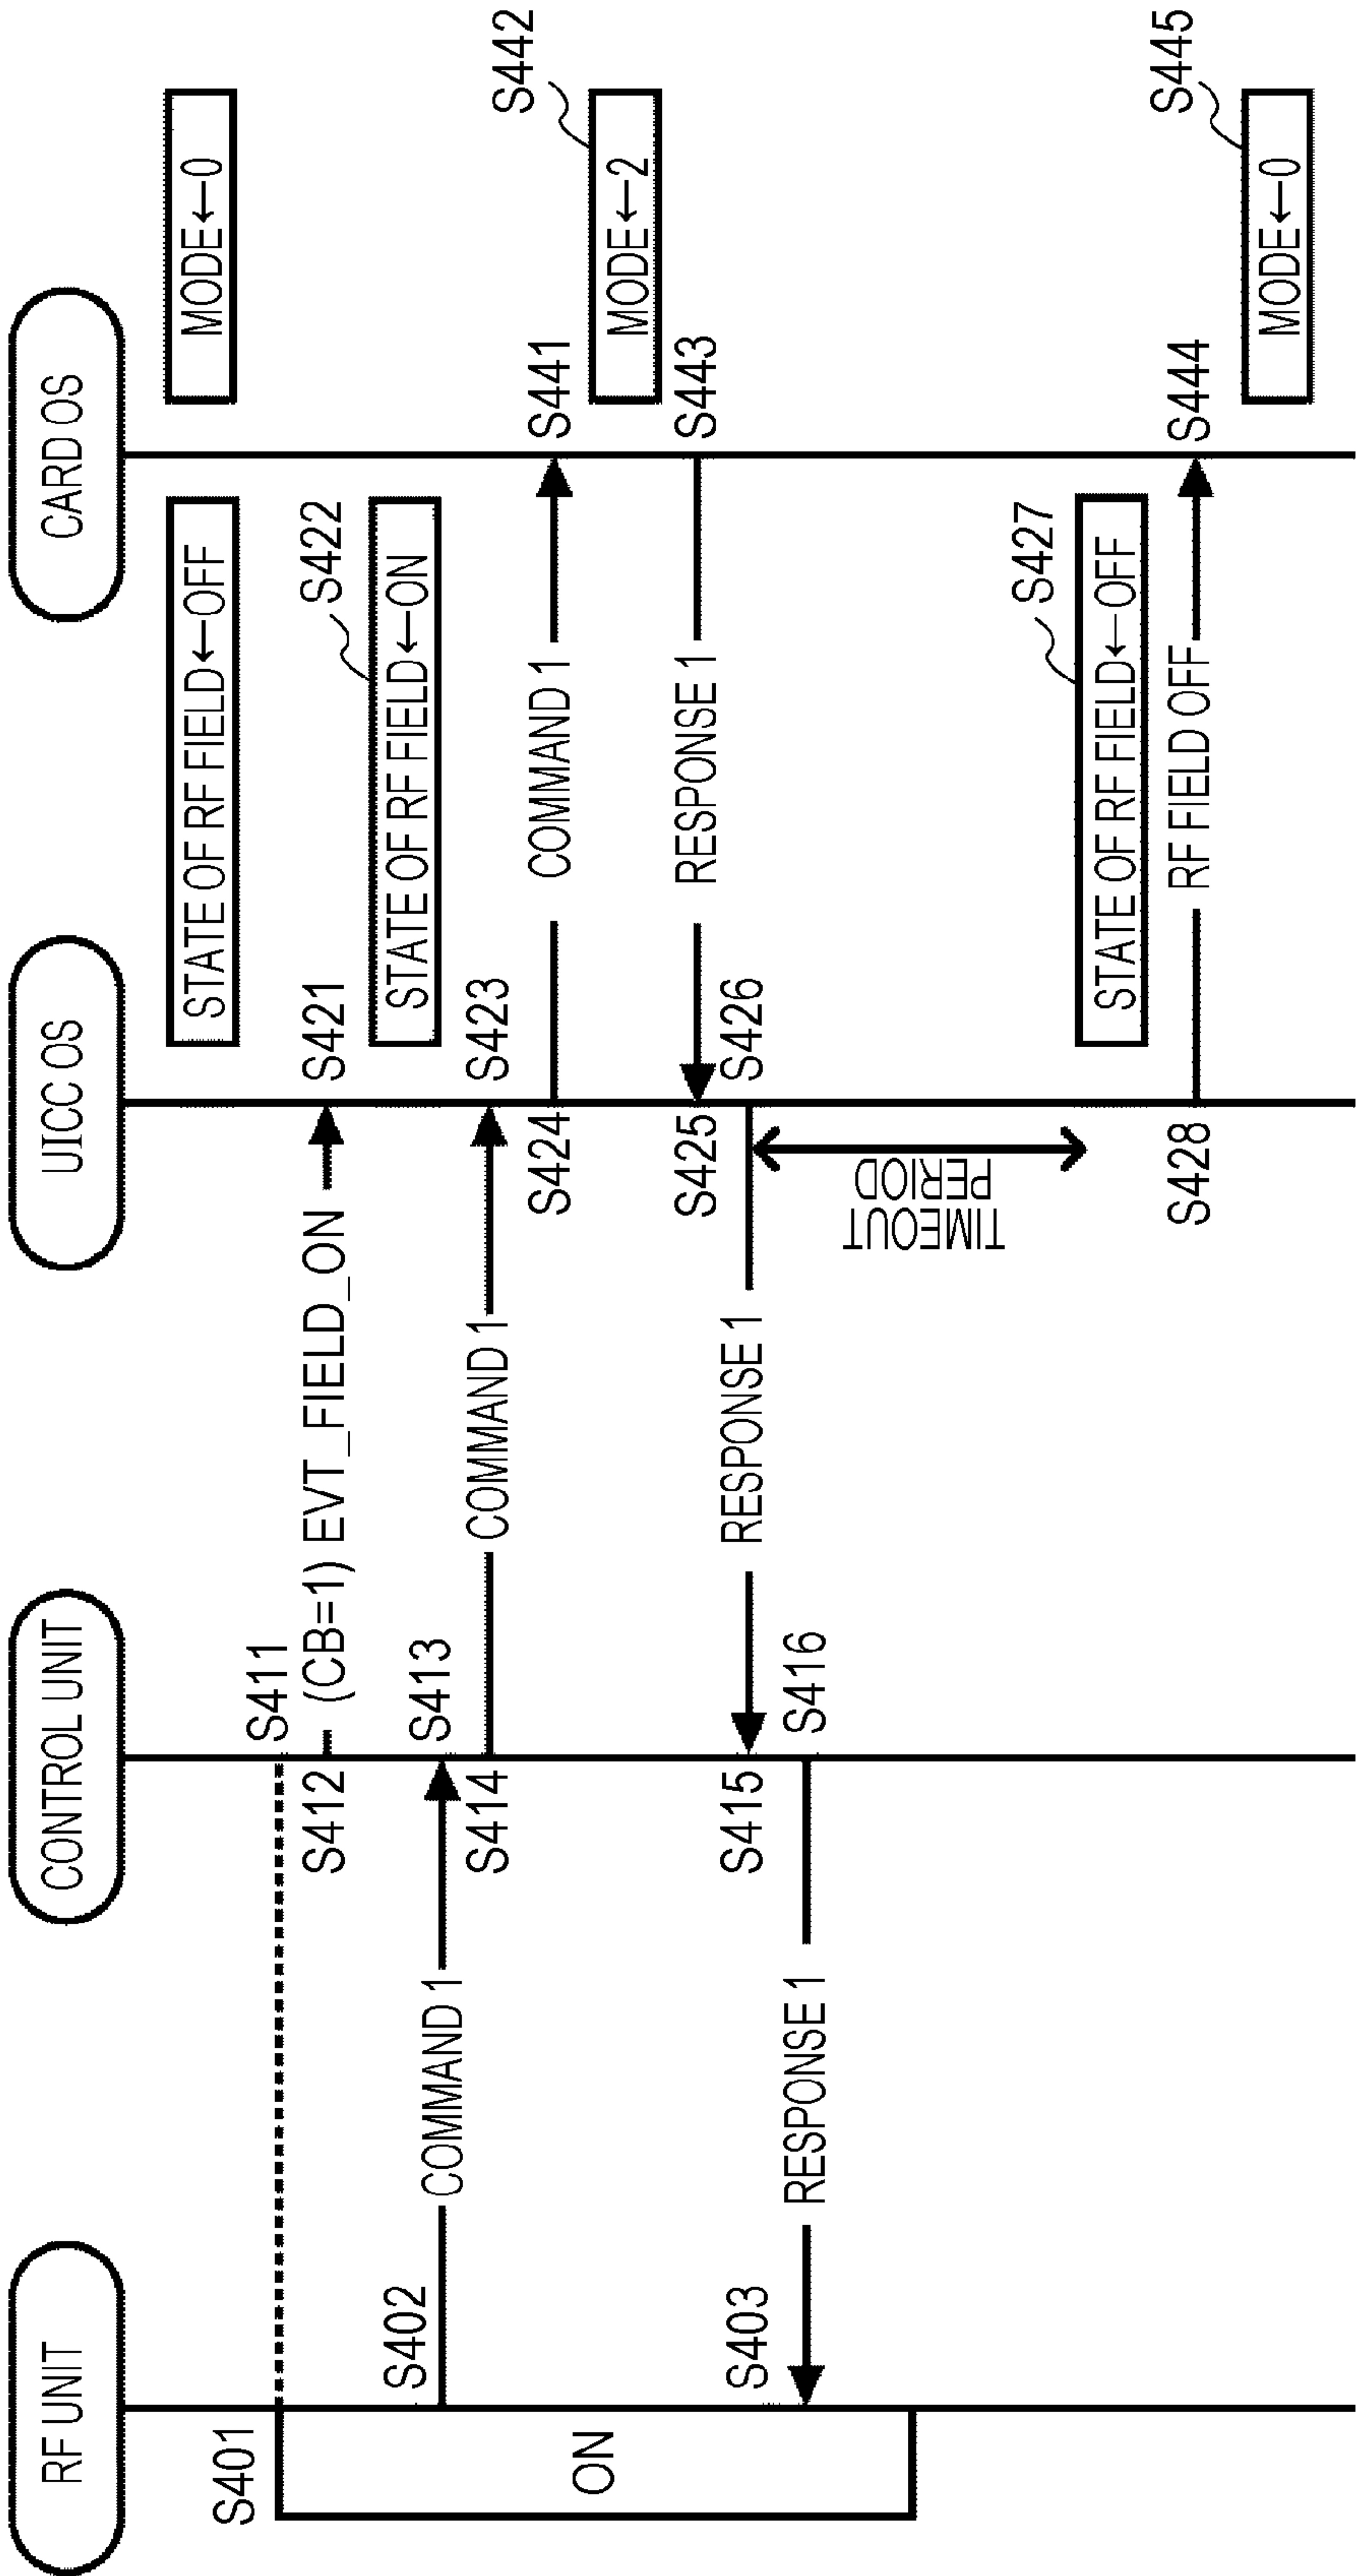 RF UNIT
CONTROL UNIT
UICC OS
CARD OS
STATE OF RF FIELD←OFF
MODE←0
S401
S411
S412
(CB=1) EVT_FIELD_ON
S421
S422
STATE OF RF FIELD←ON
S402
COMMAND 1
S413
S414
COMMAND 1
S423
S424
COMMAND 1
S441
S442
MODE←2
ON
S425
RESPONSE 1
S443
S415
RESPONSE 1
S426
S403
RESPONSE 1
S416
TIMEOUT
PERIOD
S427
STATE OF RF FIELD←OFF
S428
RF FIELD OFF
S444
S445
MODE←0